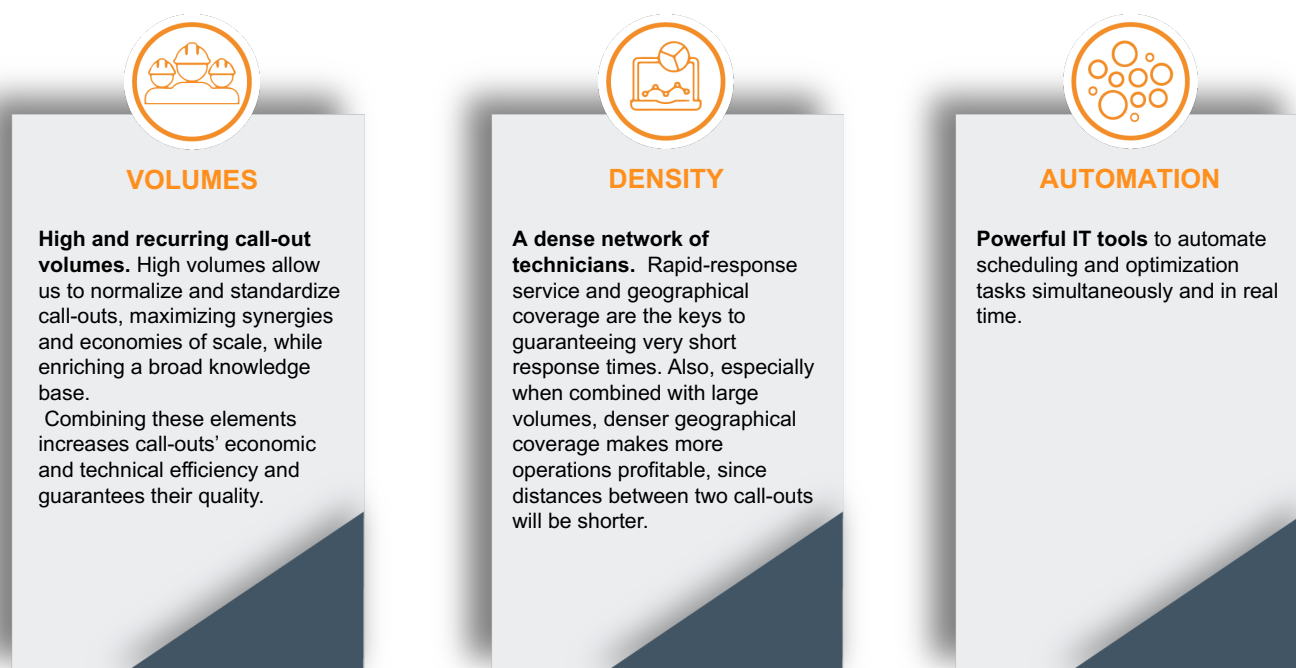 VOLUMES
High and recurring call-out
volumes. High volumes allow
us to normalize and standardize
call-outs, maximizing synergies
and economies of scale, while
enriching a broad knowledge
base.
Combining these elements
increases call-outs’ economic
and technical efficiency and
guarantees their quality.
DENSITY
A dense network of
technicians.  Rapid-response
service and geographical
coverage are the keys to
guaranteeing very short
response times. Also, especially
when combined with large
volumes, denser geographical
coverage makes more
operations profitable, since
distances between two call-outs
will be shorter.
AUTOMATION
Powerful IT tools to automate
scheduling and optimization
tasks simultaneously and in real
time.